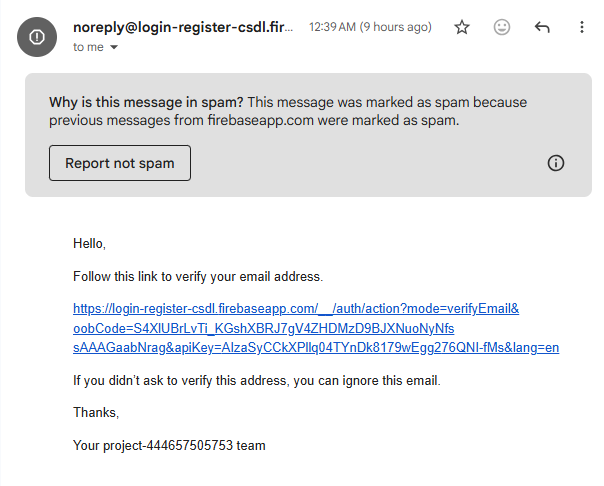 noreply@login-register-csdl.fir... 12:39 AM (9 hours ago)
to me
Why is this message in spam? This message was marked as spam because
previous messages from firebaseapp.com were marked as spam.
Report not spam
Hello,
Follow this link to verify your email address.
https://login-register-csdl.firebaseapp.com/__/auth/action?mode=verifyEmail&
oobCode=S4XlUBrLvTi_KGshXBRJ7gV4ZHDMzD9BJXNuoNyNfs
sAAAGaabNrag&apiKey=AIzaSyCCkXPllq04TYnDk8179wEgg276QNI-fMs&lang=en
If you didn’t ask to verify this address, you can ignore this email.
Thanks,
Your project-444657505753 team